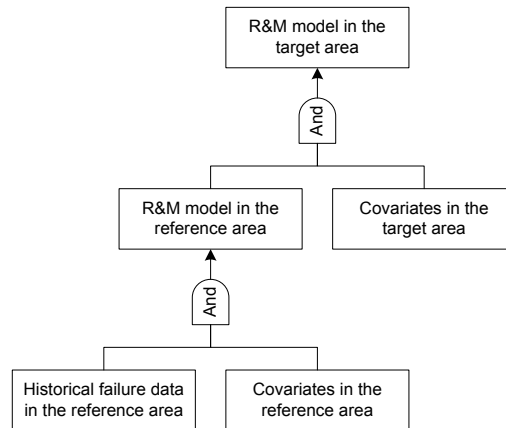 R&M model in the
target area
And
R&M model in the
reference area
Covariates in the
target area
And
Historical failure data
in the reference area
Covariates in the
reference area